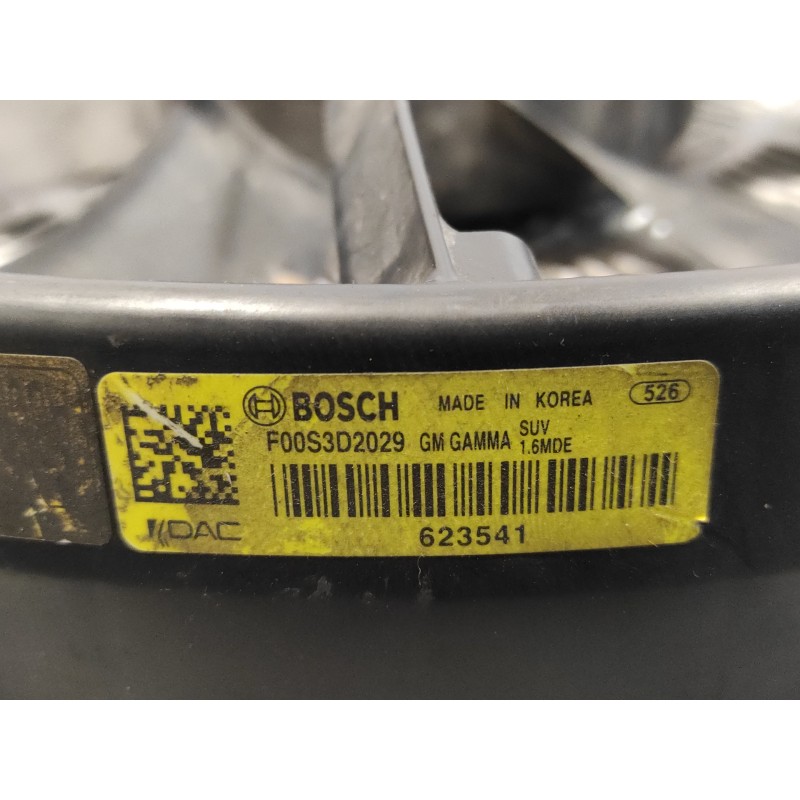 BOSCH MADE IN KOREA 526
F00S3D2029 GM GAMMA SUV 1.6MDE
DAC 623541